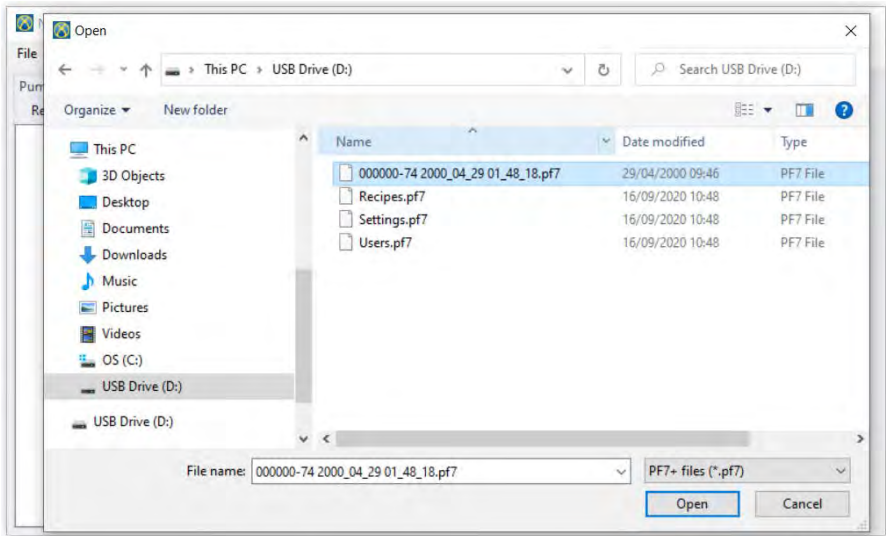 Open
File
This PC > USB Drive (D:)
Search USB Drive (D:)
Organize
New folder
Name
Date modified
Type
This PC
3D Objects
Desktop
Documents
Downloads
Music
Pictures
Videos
OS (C:)
USB Drive (D:)
USB Drive (D:)
000000-74 2000_04_29 01_48_18.pf7 29/04/2000 09:46 PF7 File
Recipes.pf7 16/09/2020 10:48 PF7 File
Settings.pf7 16/09/2020 10:48 PF7 File
Users.pf7 16/09/2020 10:48 PF7 File
File name: 000000-74 2000_04_29 01_48_18.pf7
PF7+ files (*.pf7)
Open
Cancel